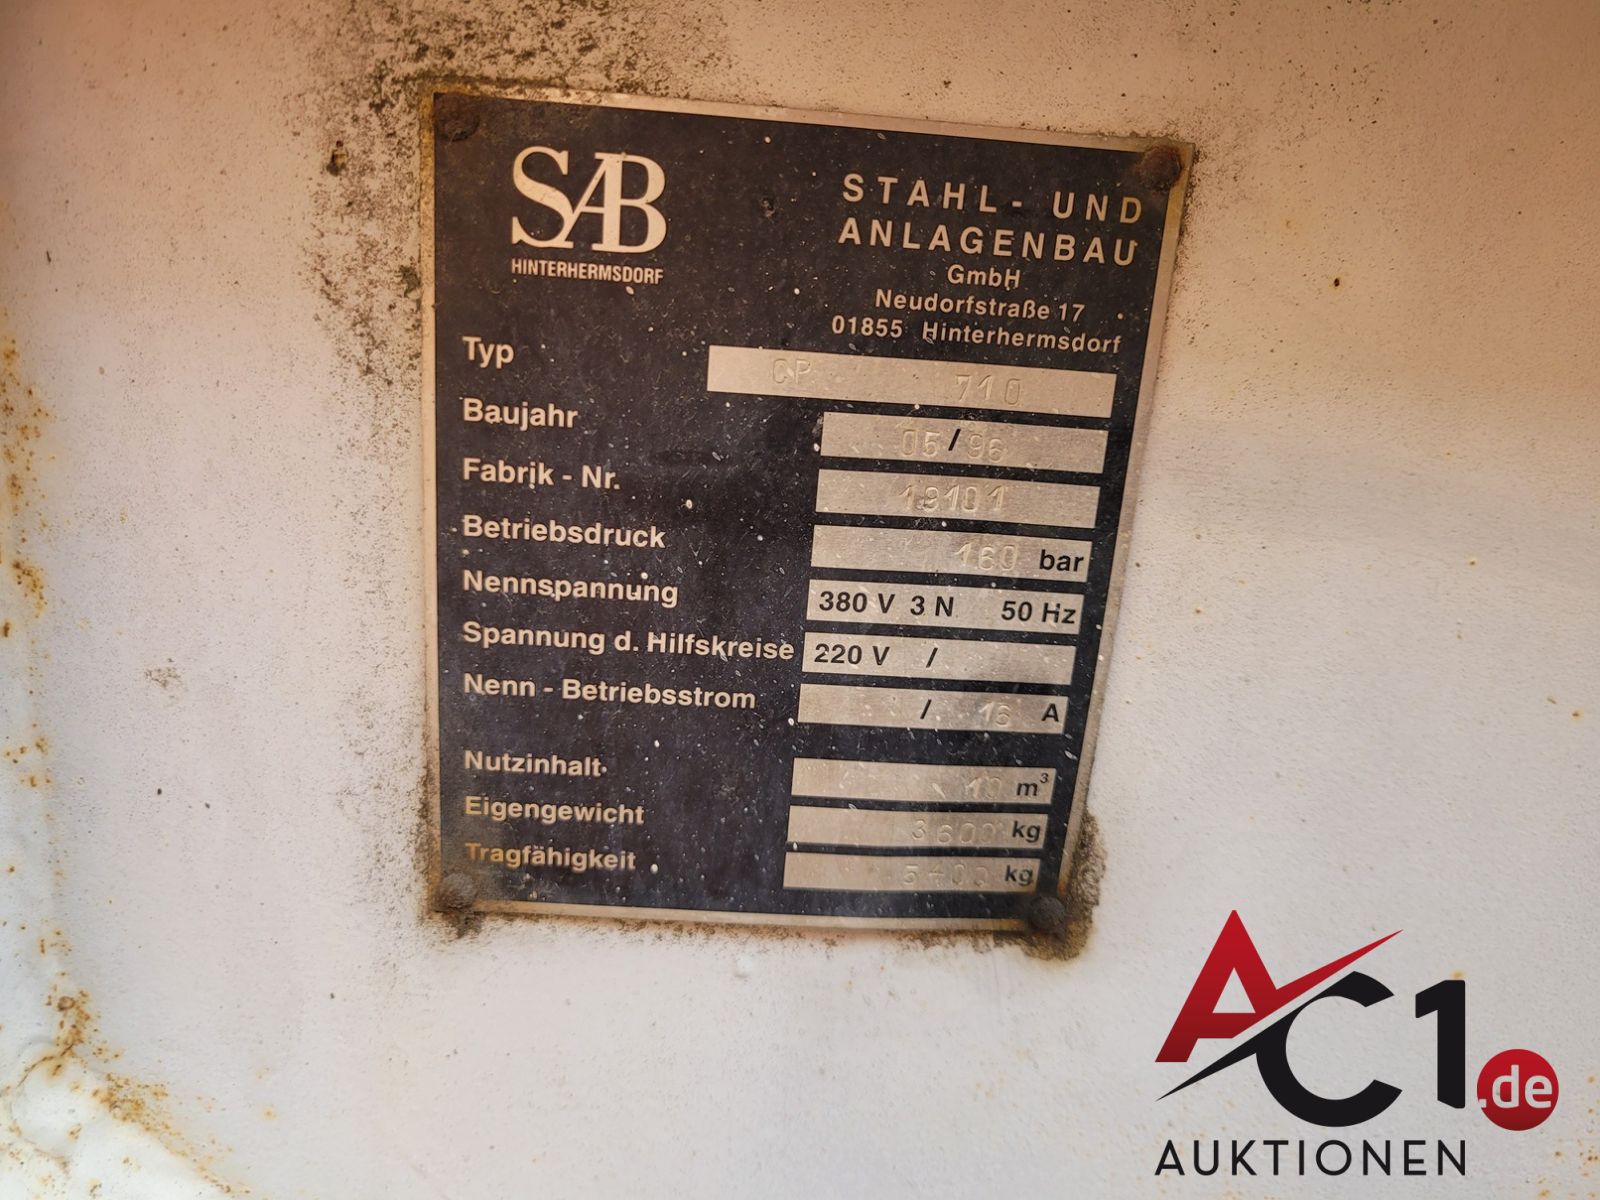 SAB
HINTERHERMSDORF
STAHL- UND
ANLAGENBAU
GmbH
Neudorfstraße 17
01855 Hinterhermsdorf
Typ CP 710
Baujahr 05/96
Fabrik - Nr. 18101
Betriebsdruck 160 bar
Nennspannung 380 V 3 N 50 Hz
Spannung d. Hilfskreise 220 V /
Nenn - Betriebsstrom / 16 A
Nutzinhalt 10 m³
Eigengewicht 3600 kg
Tragfähigkeit 5400 kg
AC1.de
AUKTIONEN